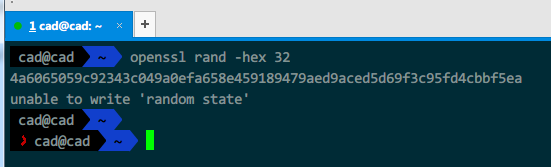 1 cad@cad: ~ × +
cad@cad ~ openssl rand -hex 32
4a6065059c92343c049a0efa658e459189479aed9aced5d69f3c95fd4cbbf5ea
unable to write 'random state'
cad@cad ~
cad@cad ~